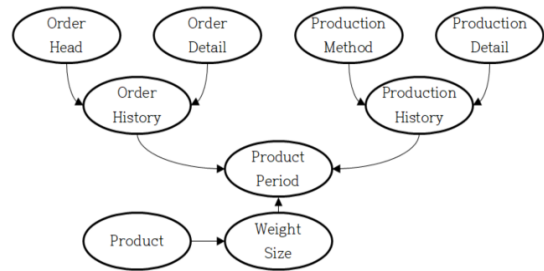 Order
Head
Order
Detail
Production
Method
Production
Detail
Order
History
Production
History
Product
Period
Product
Weight
Size